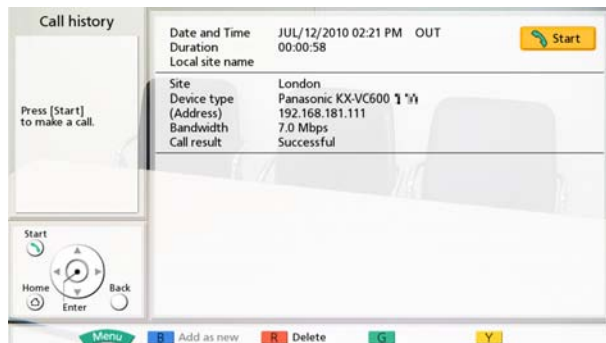 Call history
Press [Start]
to make a call.
Date and Time JUL/12/2010 02:21 PM OUT
Duration 00:00:58
Local site name
Start
Site London
Device type Panasonic KX-VC600
(Address) 192.168.181.111
Bandwidth 7.0 Mbps
Call result Successful
Start
Home
Back
Enter
Menu B Add as new R Delete G Y